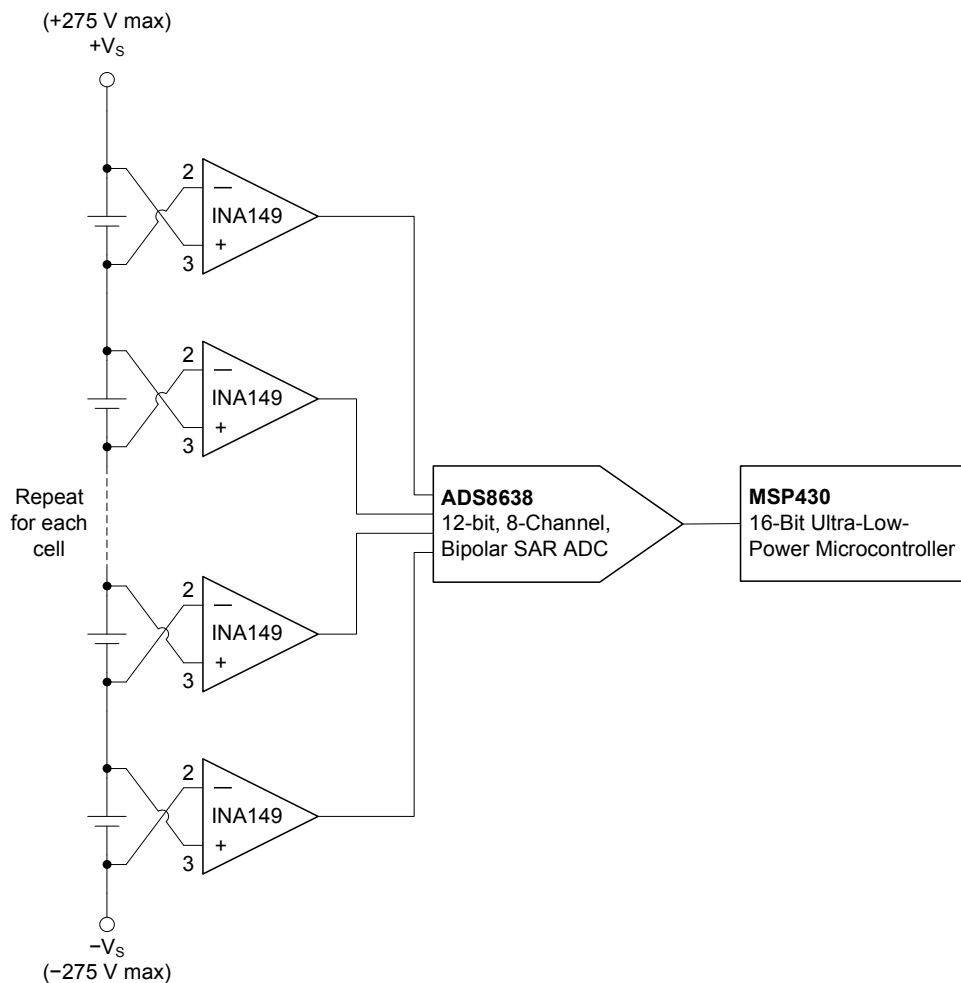 (+275 V max)
+VS
2
−
INA149
+
3
2
−
INA149
+
3
Repeat
for each
cell
ADS8638
12-bit, 8-Channel,
Bipolar SAR ADC
MSP430
16-Bit Ultra-Low-
Power Microcontroller
2
−
INA149
+
3
2
−
INA149
+
3
−VS
(−275 V max)